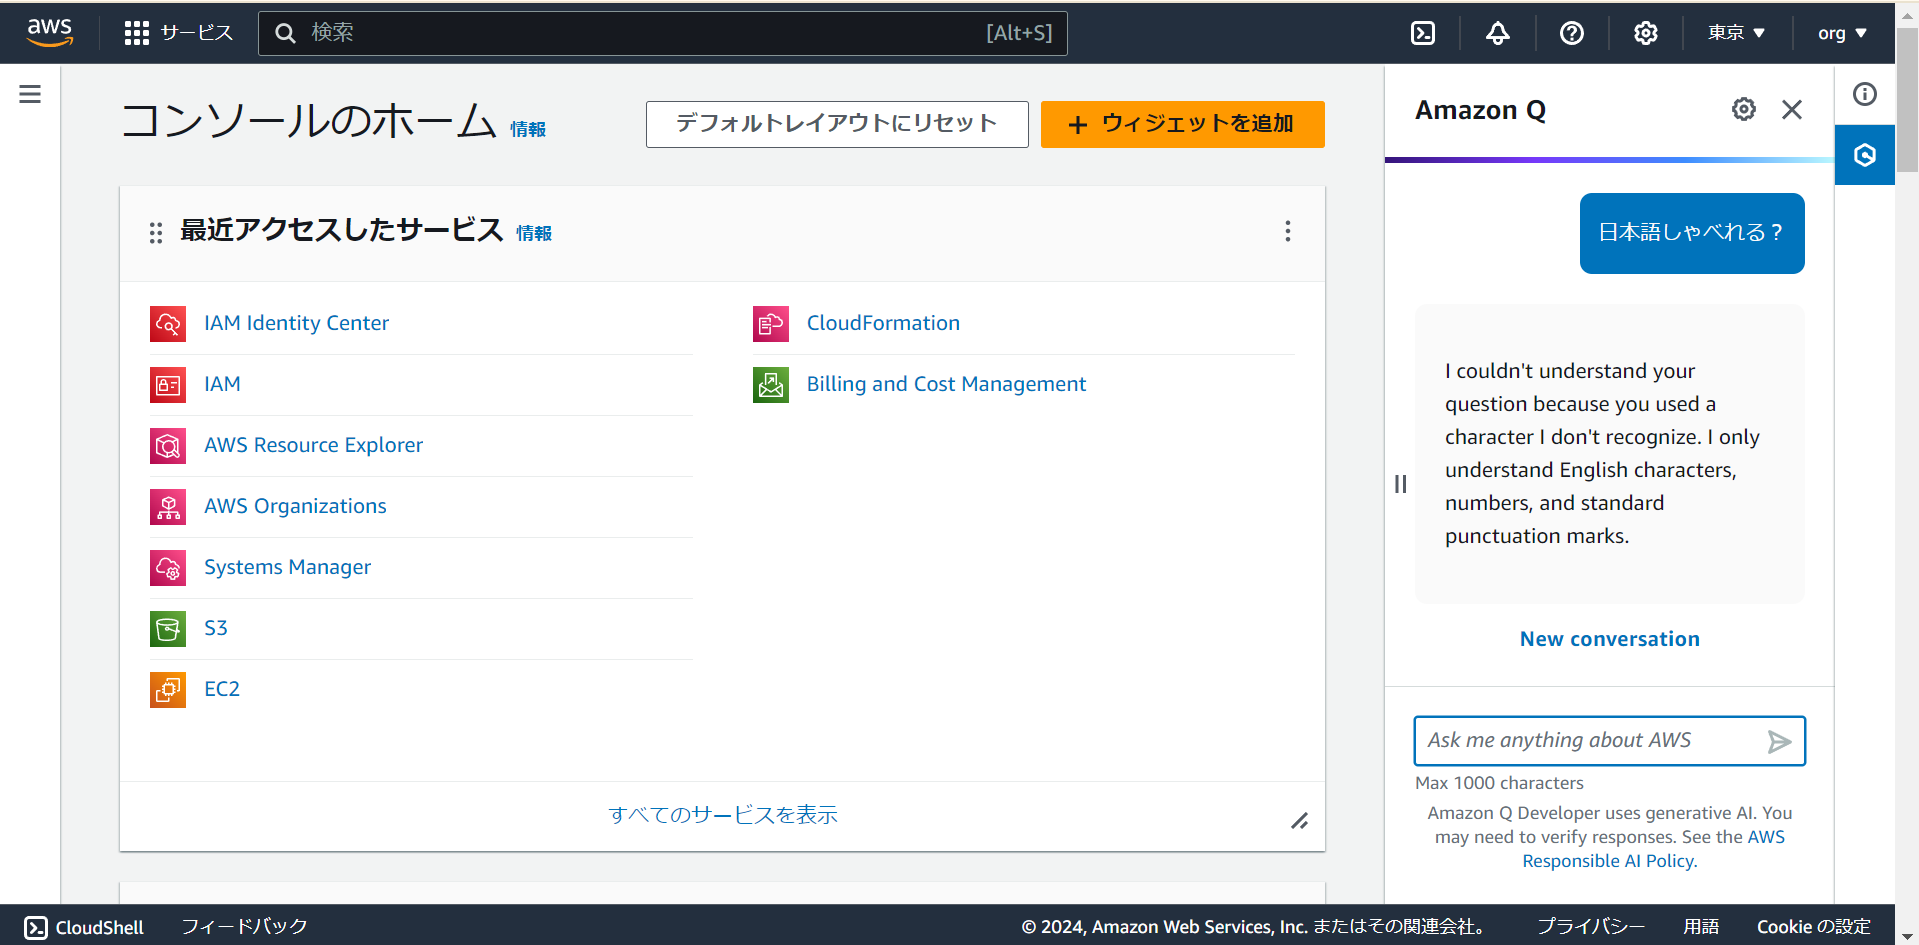 aws
サービス
検索
[Alt+S]
東京 ▼
org ▼
コンソールのホーム 情報
デフォルトレイアウトにリセット
+ ウィジェットを追加
最近アクセスしたサービス 情報
IAM Identity Center
IAM
AWS Resource Explorer
AWS Organizations
Systems Manager
S3
EC2
CloudFormation
Billing and Cost Management
すべてのサービスを表示
Amazon Q
日本語しゃべれる？
I couldn't understand your
question because you used a
character I don't recognize. I only
understand English characters,
numbers, and standard
punctuation marks.
New conversation
Ask me anything about AWS
Max 1000 characters
Amazon Q Developer uses generative AI. You
may need to verify responses. See the AWS
Responsible AI Policy.
CloudShell
フィードバック
© 2024, Amazon Web Services, Inc. またはその関連会社。
プライバシー
用語
Cookie の設定